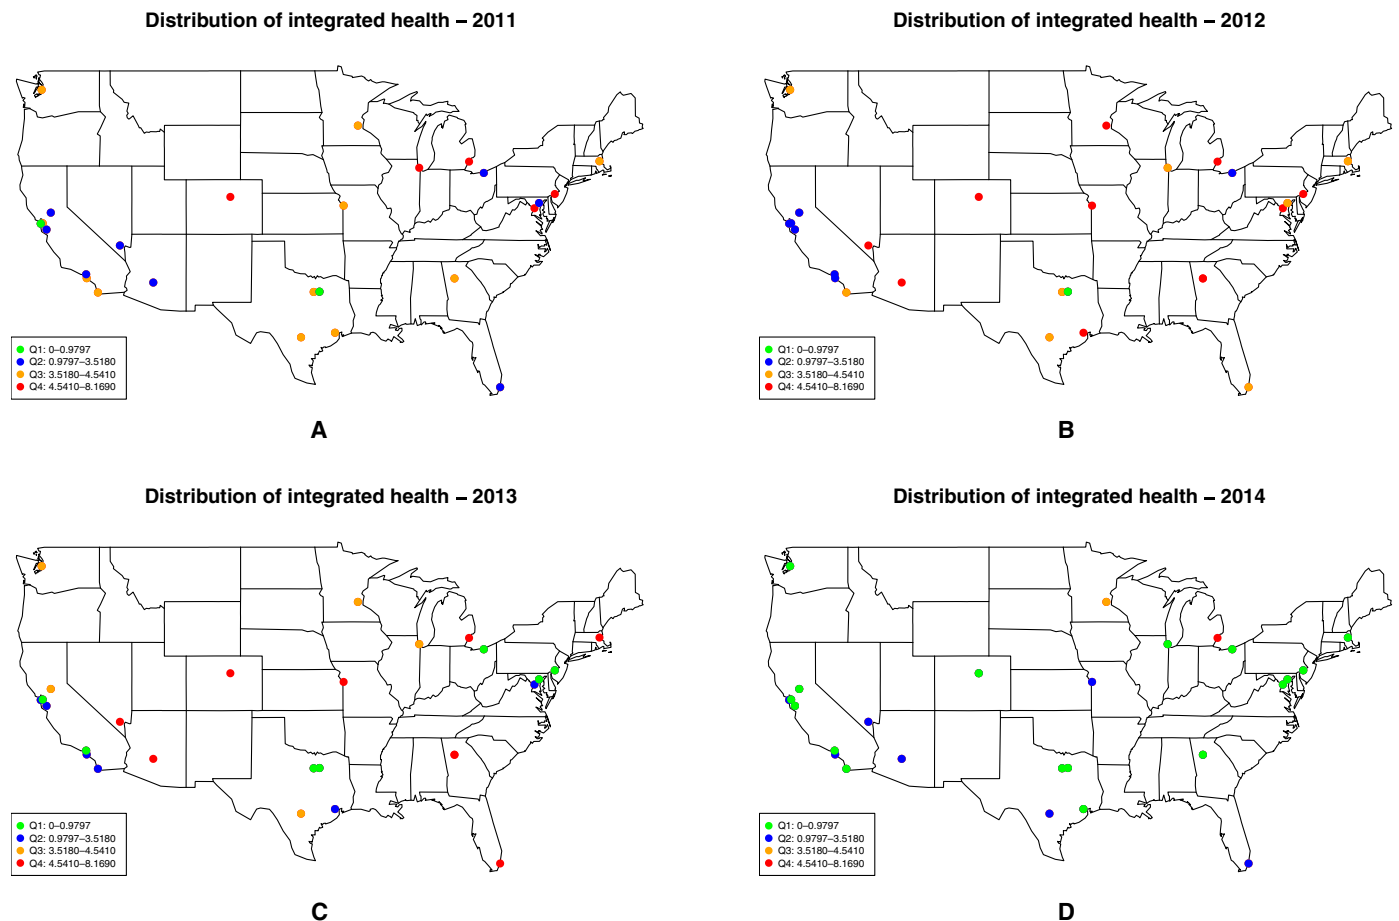 Distribution of integrated health – 2011
Q1: 0–0.9797
Q2: 0.9797–3.5180
Q3: 3.5180–4.5410
Q4: 4.5410–8.1690
A
Distribution of integrated health – 2012
Q1: 0–0.9797
Q2: 0.9797–3.5180
Q3: 3.5180–4.5410
Q4: 4.5410–8.1690
B
Distribution of integrated health – 2013
Q1: 0–0.9797
Q2: 0.9797–3.5180
Q3: 3.5180–4.5410
Q4: 4.5410–8.1690
C
Distribution of integrated health – 2014
Q1: 0–0.9797
Q2: 0.9797–3.5180
Q3: 3.5180–4.5410
Q4: 4.5410–8.1690
D